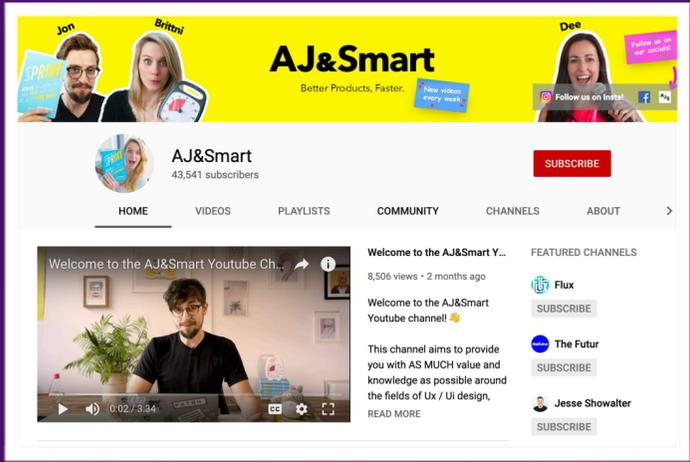 Jon
Brittni
Dee
SPRINT
AJ&Smart
Better Products, Faster.
New videos
every week
Follow us on
our socials!
Follow us on Insta!
AJ&Smart
43,541 subscribers
SUBSCRIBE
HOME VIDEOS PLAYLISTS COMMUNITY CHANNELS ABOUT
Welcome to the AJ&Smart Youtube Ch...
0:02 / 3:34
CC
Welcome to the AJ&Smart Y...
8,506 views • 2 months ago
Welcome to the AJ&Smart
Youtube channel! 👋
This channel aims to provide
you with AS MUCH value and
knowledge as possible around
the fields of Ux / Ui design,
READ MORE
FEATURED CHANNELS
Flux
SUBSCRIBE
The Futur
SUBSCRIBE
Jesse Showalter
SUBSCRIBE